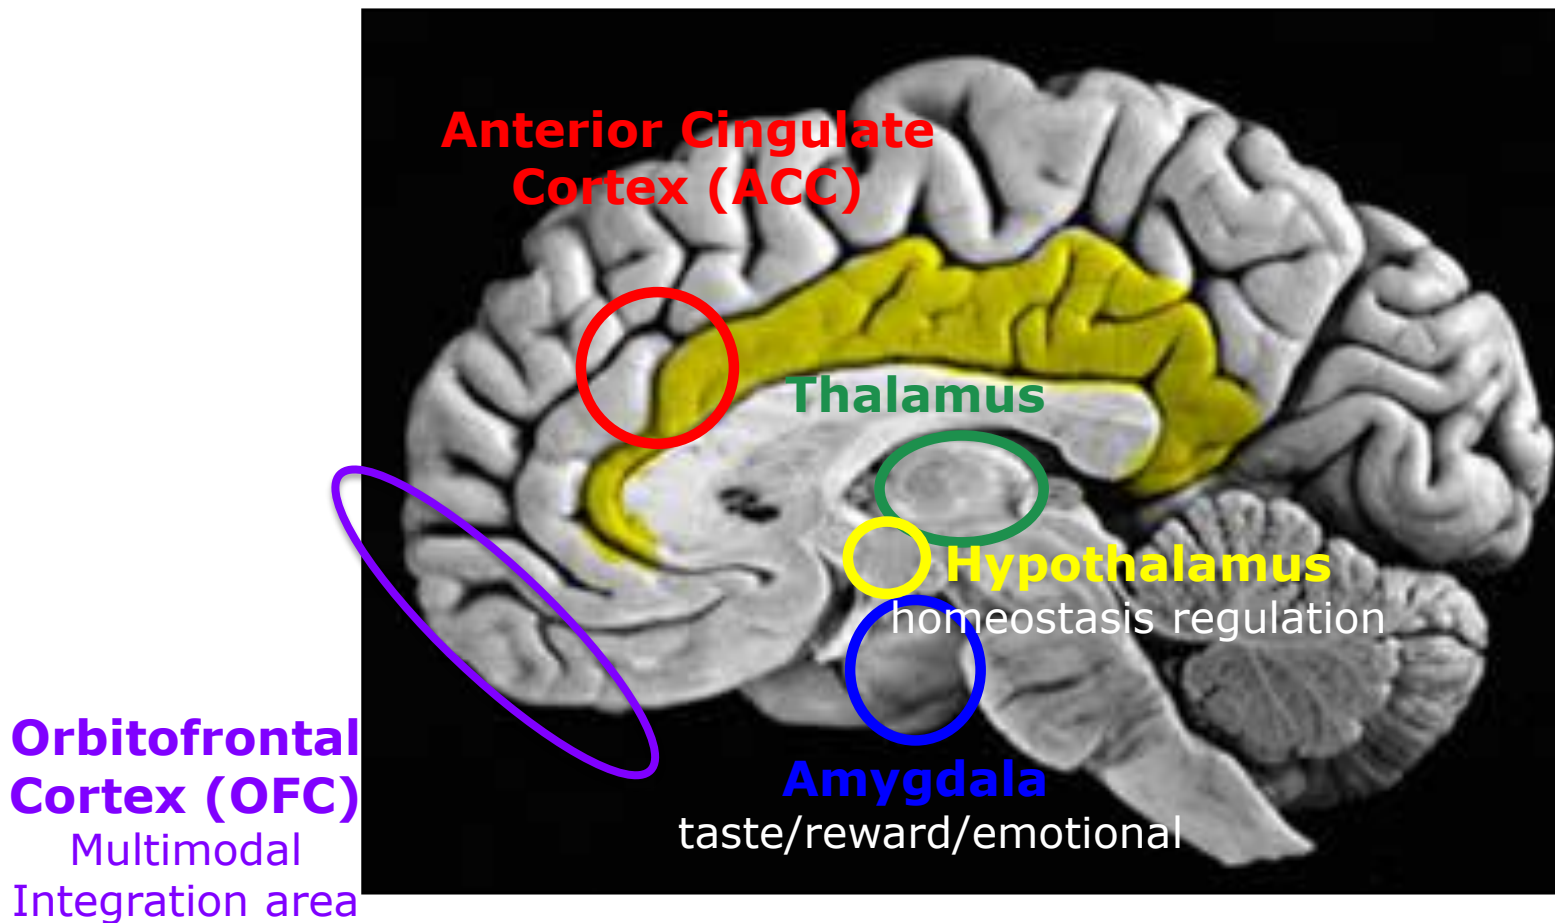 Anterior Cingulate
Cortex (ACC)
Thalamus
Hypothalamus
homeostasis regulation
Orbitofrontal
Cortex (OFC)
Multimodal
Integration area
Amygdala
taste/reward/emotional